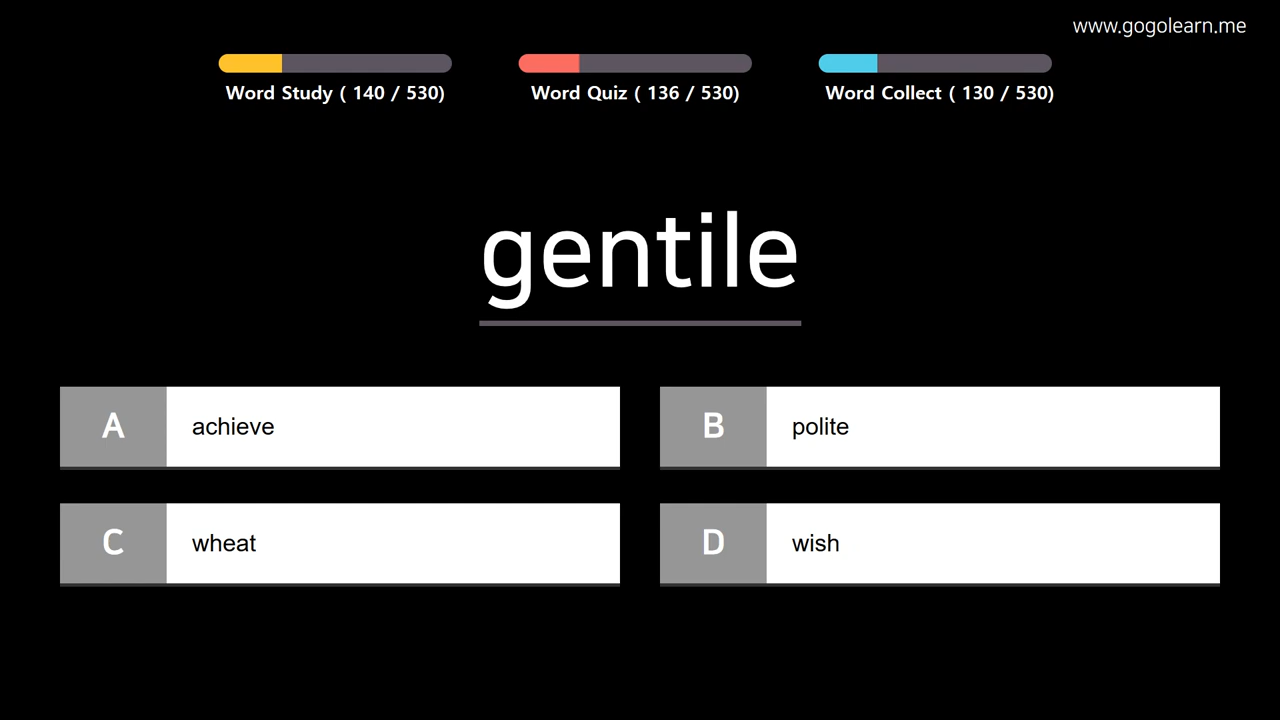 www.gogolearn.me
Word Study ( 140 / 530)
Word Quiz ( 136 / 530)
Word Collect ( 130 / 530)
gentile
A achieve
B polite
C wheat
D wish